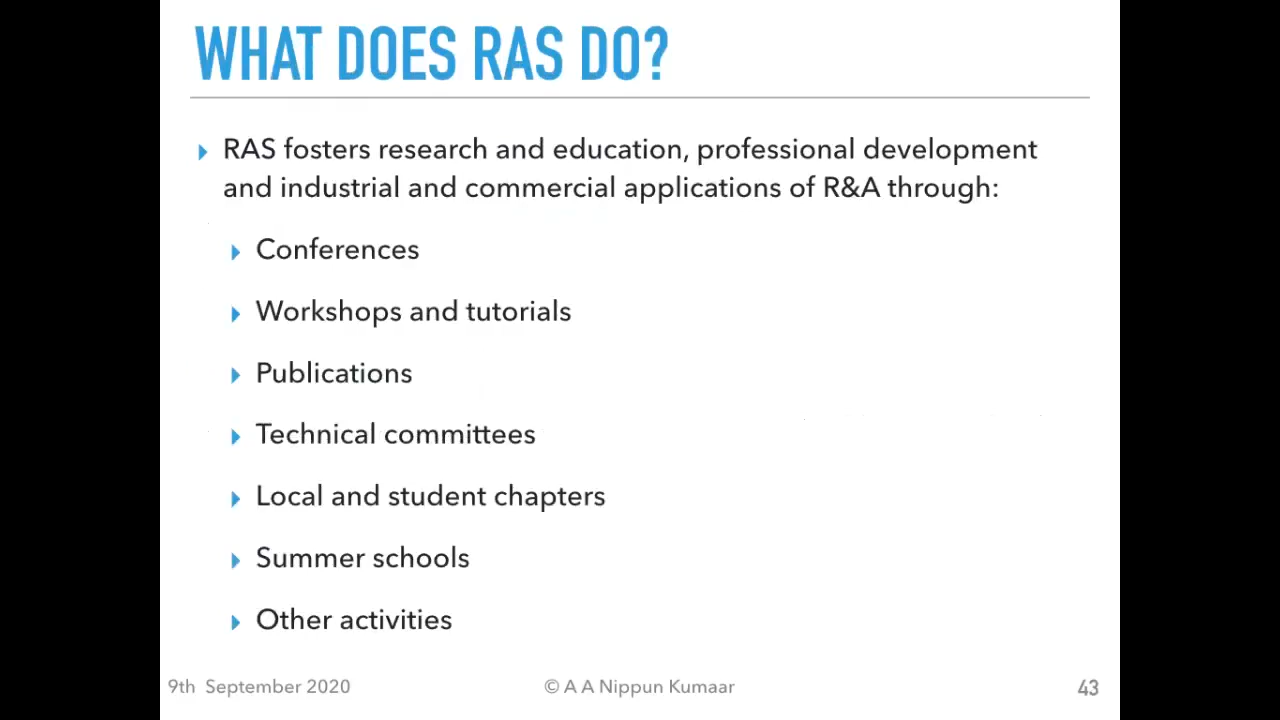 WHAT DOES RAS DO?
RAS fosters research and education, professional development
and industrial and commercial applications of R&A through:
Conferences
Workshops and tutorials
Publications
Technical committees
Local and student chapters
Summer schools
Other activities
9th September 2020
© A A Nippun Kumaar
43